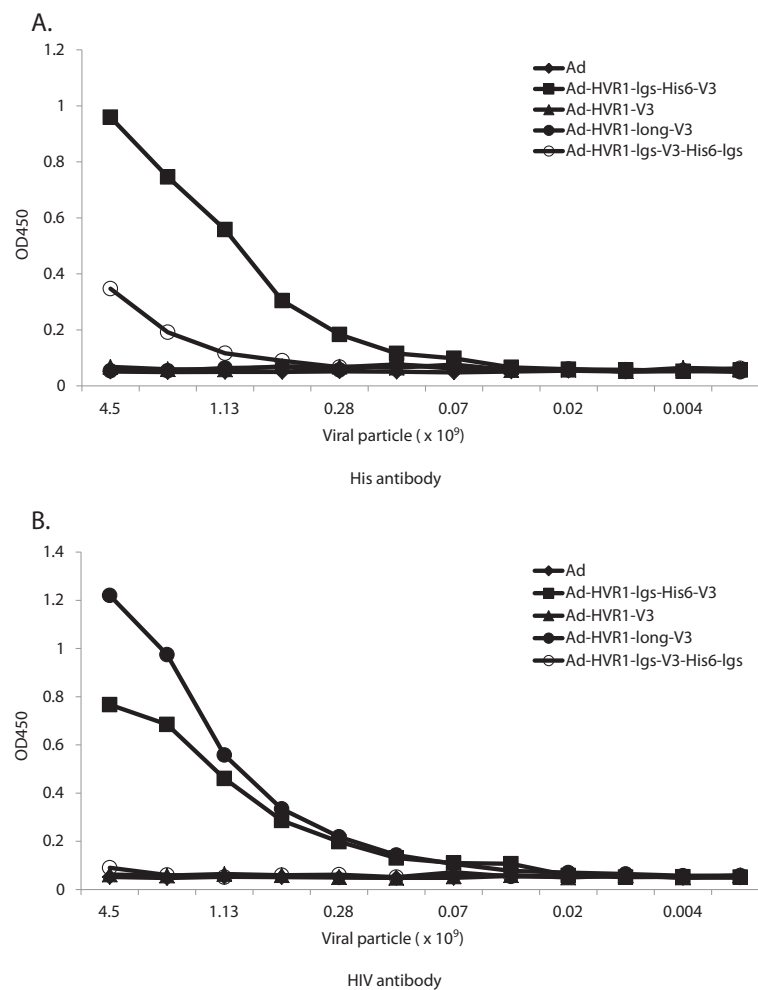 A.
1.2
1
0.8
0.6
0.4
0.2
0
OD450
Ad
Ad-HVR1-lgs-His6-V3
Ad-HVR1-V3
Ad-HVR1-long-V3
Ad-HVR1-lgs-V3-His6-lgs
4.5 1.13 0.28 0.07 0.02 0.004
Viral particle ( x 10⁹)
His antibody
B.
1.4
1.2
1
0.8
0.6
0.4
0.2
0
OD450
Ad
Ad-HVR1-lgs-His6-V3
Ad-HVR1-V3
Ad-HVR1-long-V3
Ad-HVR1-lgs-V3-His6-lgs
4.5 1.13 0.28 0.07 0.02 0.004
Viral particle ( x 10⁹)
HIV antibody